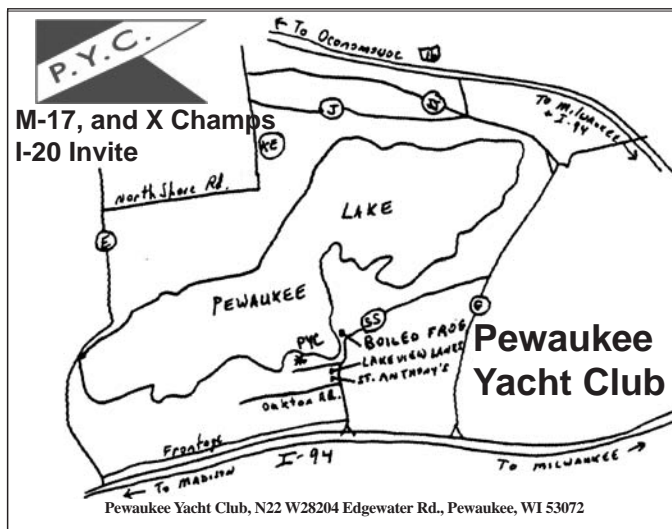 P.Y.C.
M-17, and X Champs
I-20 Invite
← To Oconomowoc
16
To Milwaukee
+ I-94
J
JJ
KE
North Shore Rd.
E
LAKE
PEWAUKEE
SS
G
PYC
BOILED FROG
LAKEVIEW LANES
ST. ANTHONY'S
Oakton Rd.
Pewaukee
Yacht Club
Frontage
I-94
← TO MADISON
TO MILWAUKEE →
Pewaukee Yacht Club, N22 W28204 Edgewater Rd., Pewaukee, WI 53072